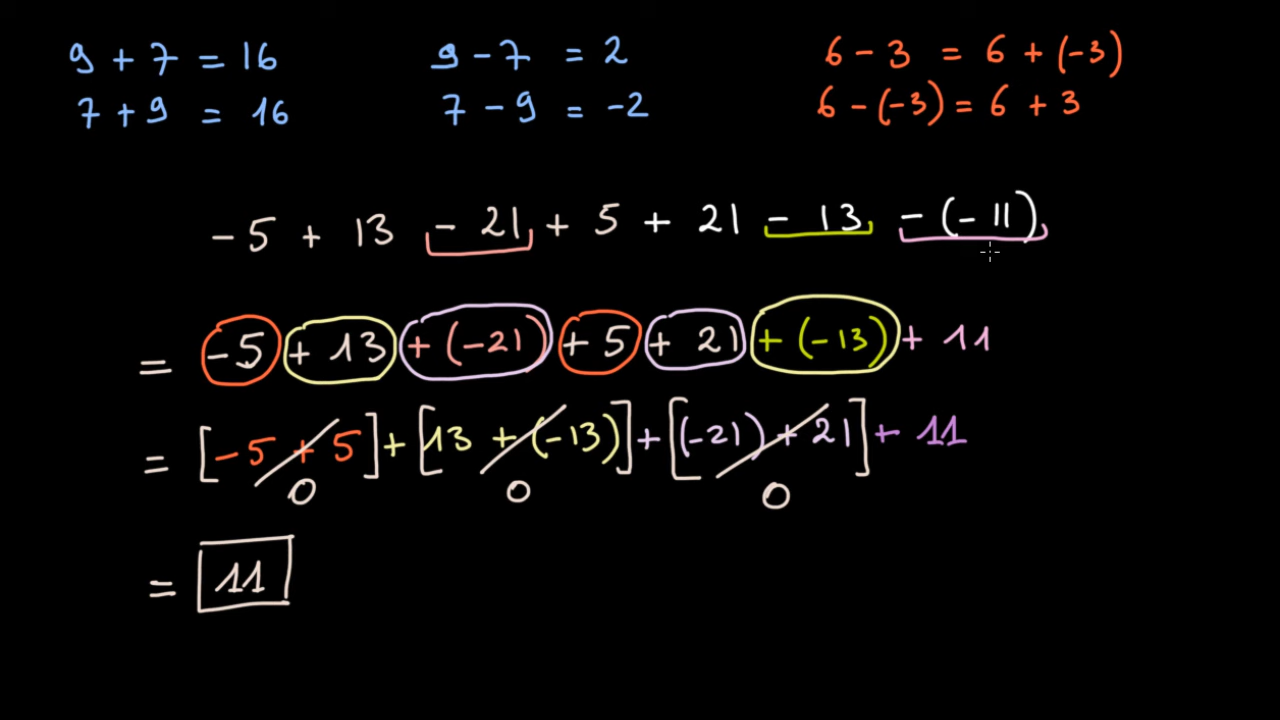 9 + 7 = 16
7 + 9 = 16
9 - 7 = 2
7 - 9 = -2
6 - 3 = 6 + (-3)
6 - (-3) = 6 + 3
-5 + 13 - 21 + 5 + 21 - 13 - (-11)
= -5 + 13 + (-21) + 5 + 21 + (-13) + 11
= [-5 + 5] + [13 + (-13)] + [(-21) + 21] + 11
0 0 0
= 11